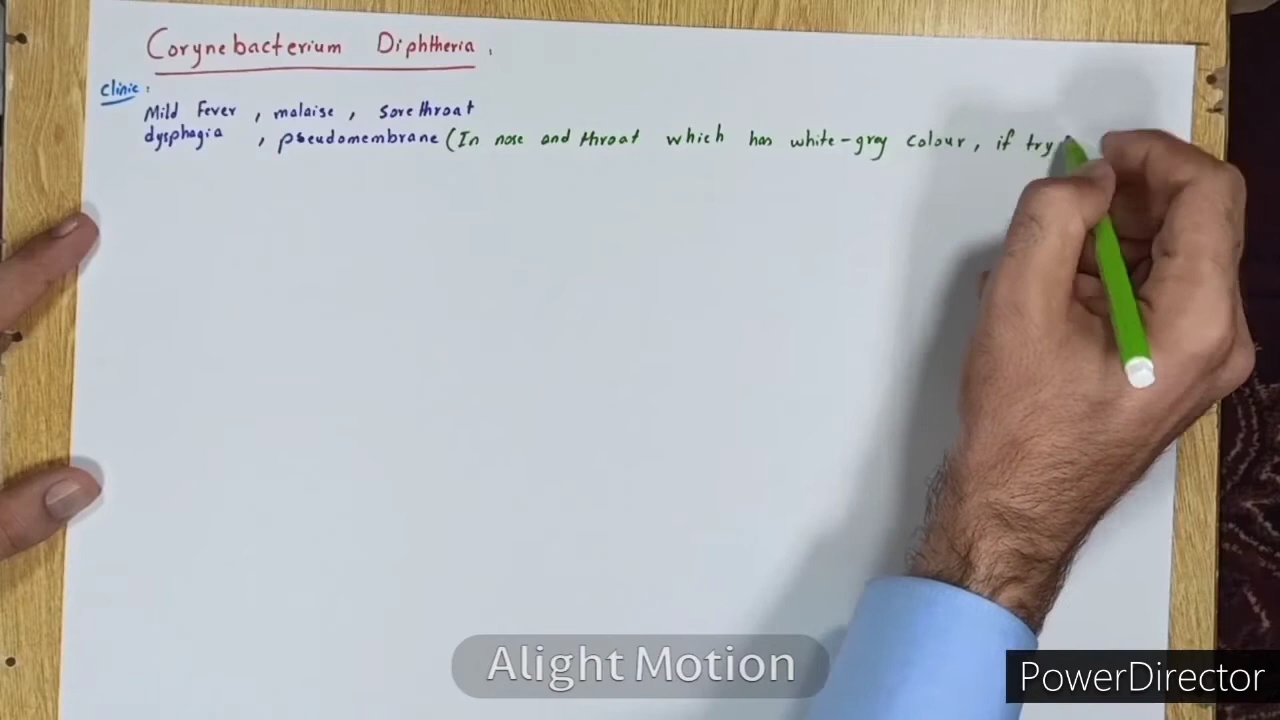 Corynebacterium Diphtheria.
Clinic:
Mild Fever, malaise, sore throat
dysphagia, pseudomembrane (In nose and throat which has white-grey colour, if try
Alight Motion
PowerDirector